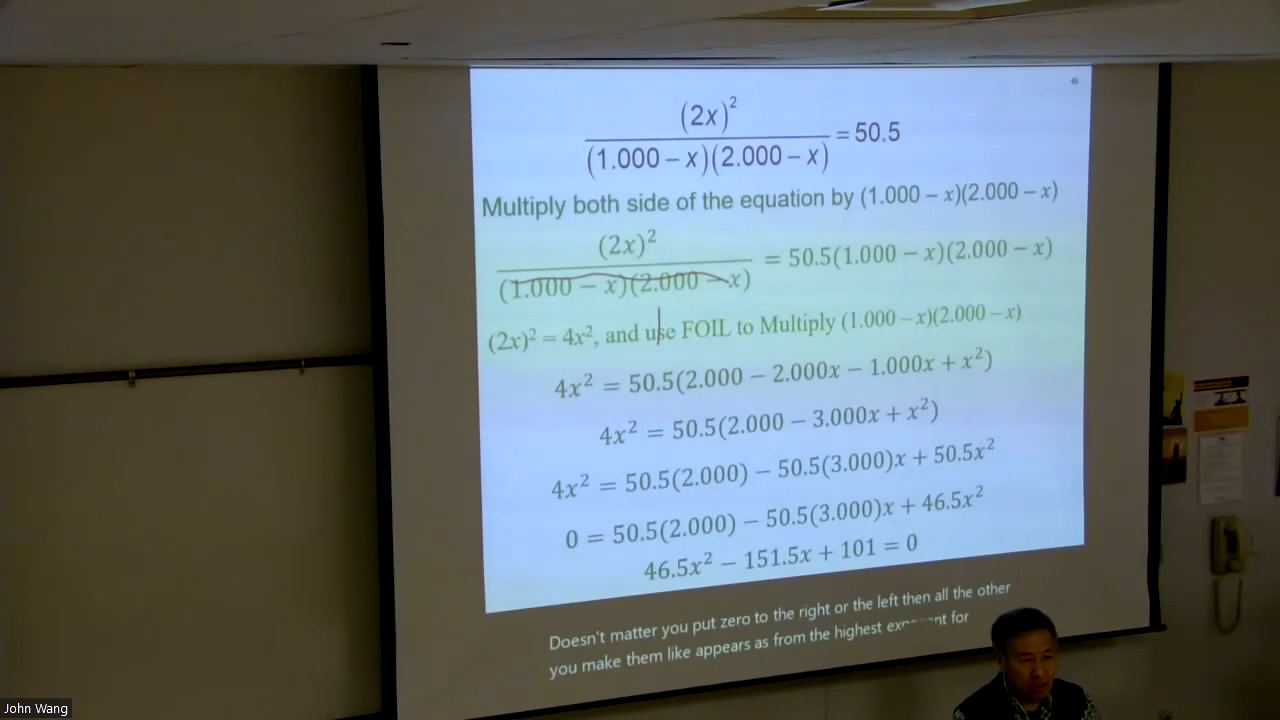 (2x)²
(1.000 – x)(2.000 – x) = 50.5
Multiply both side of the equation by (1.000 – x)(2.000 – x)
(2x)²
(1.000 – x)(2.000 – x) = 50.5(1.000 – x)(2.000 – x)
(2x)² = 4x², and use FOIL to Multiply (1.000 – x)(2.000 – x)
4x² = 50.5(2.000 – 2.000x – 1.000x + x²)
4x² = 50.5(2.000 – 3.000x + x²)
4x² = 50.5(2.000) – 50.5(3.000)x + 50.5x²
0 = 50.5(2.000) – 50.5(3.000)x + 46.5x²
46.5x² – 151.5x + 101 = 0
Doesn't matter you put zero to the right or the left then all the other
you make them like appears as from the highest for
John Wang